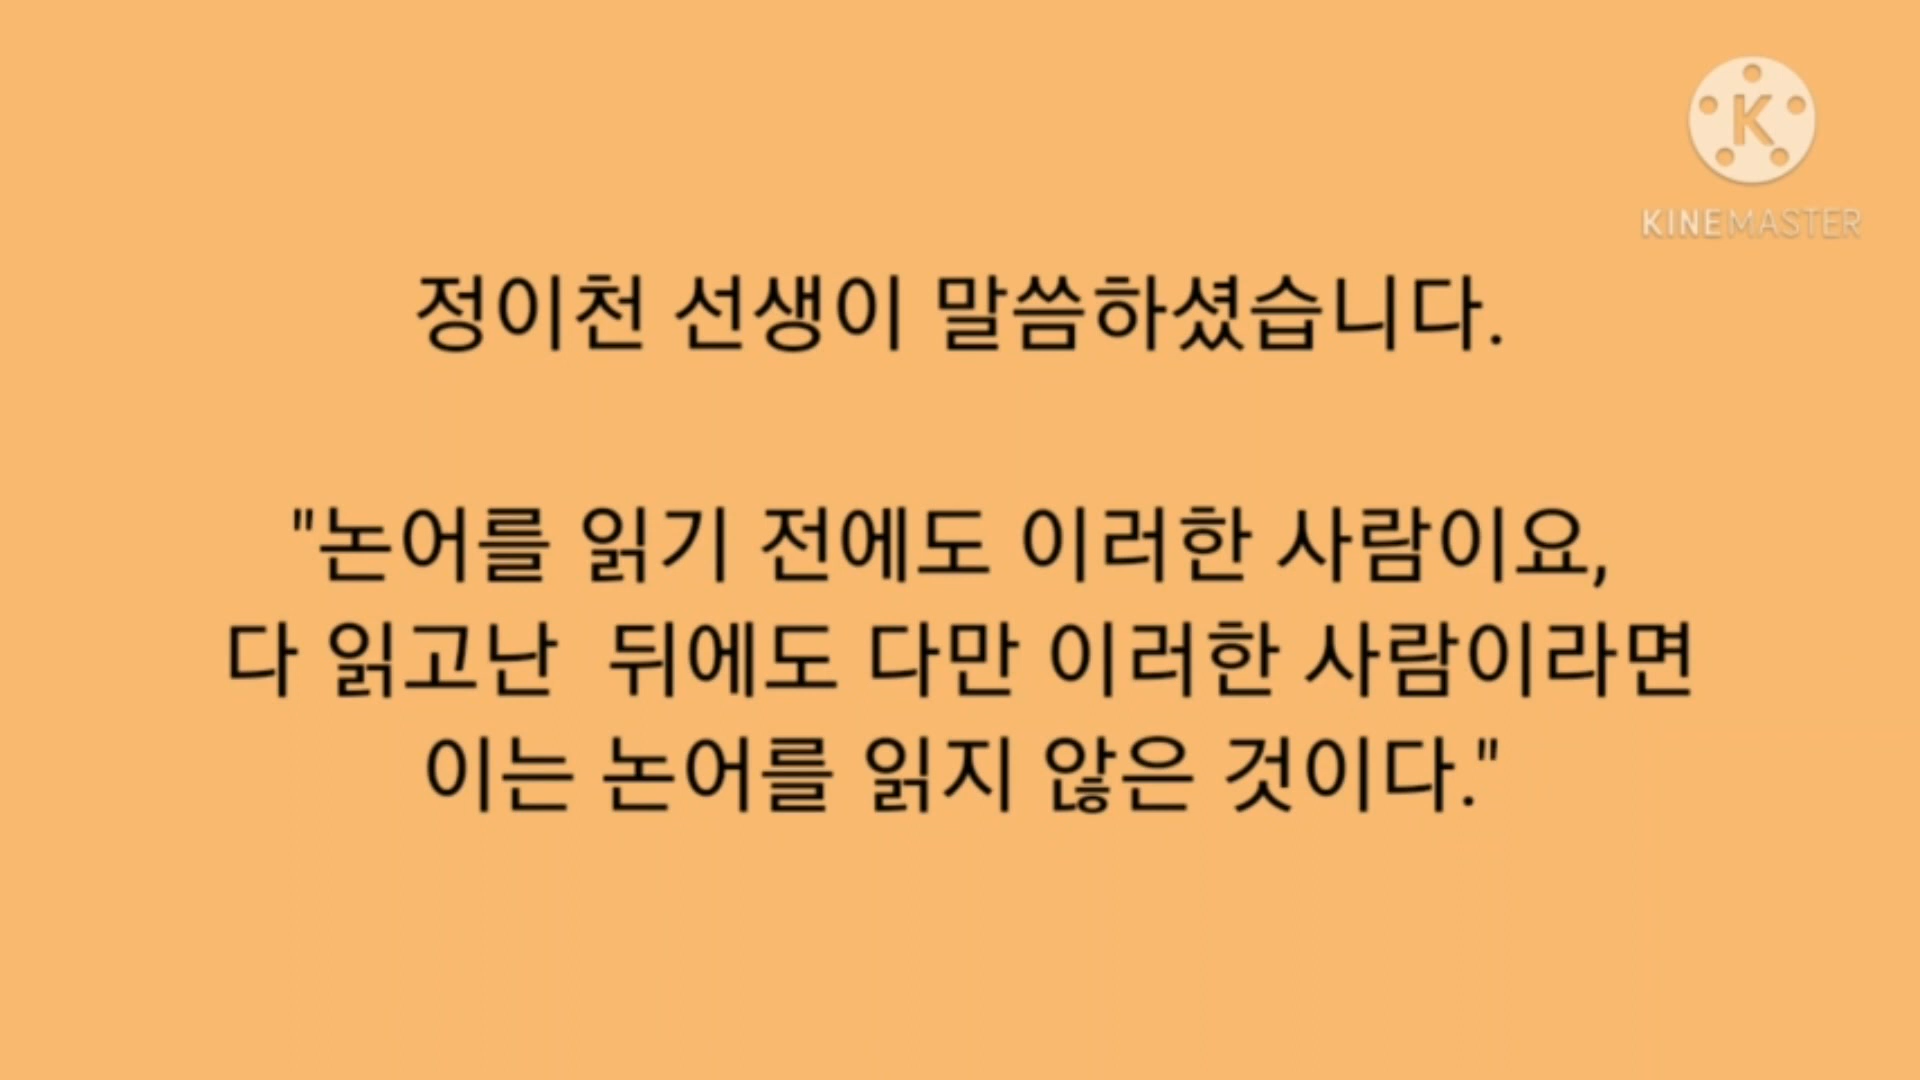 KINEMASTER
정이천 선생이 말씀하셨습니다.
"논어를 읽기 전에도 이러한 사람이요,
다 읽고난 뒤에도 다만 이러한 사람이라면
이는 논어를 읽지 않은 것이다."